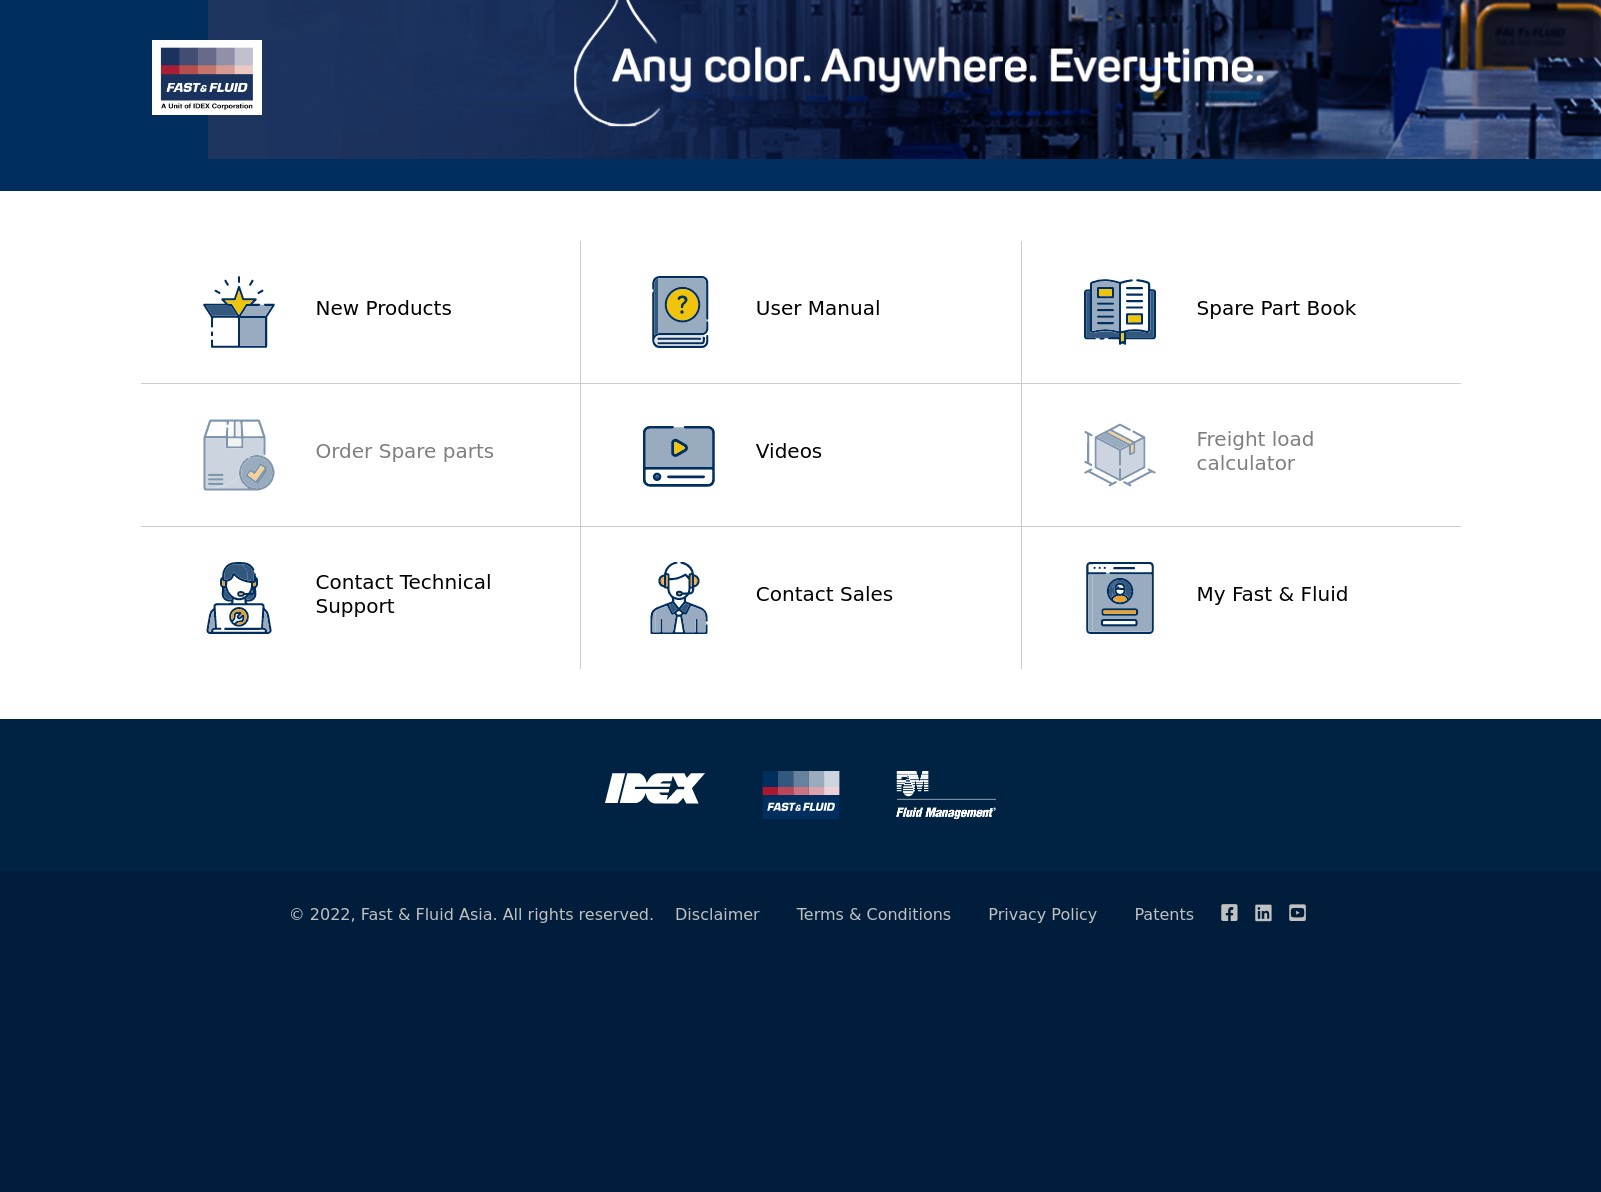 FAST & FLUID
A Unit of IDEX Corporation
Any color. Anywhere. Everytime.
New Products
User Manual
Spare Part Book
Order Spare parts
Videos
Freight load
calculator
Contact Technical
Support
Contact Sales
My Fast & Fluid
IDEX
FAST & FLUID
FM
Fluid Management®
© 2022, Fast & Fluid Asia. All rights reserved. Disclaimer Terms & Conditions Privacy Policy Patents